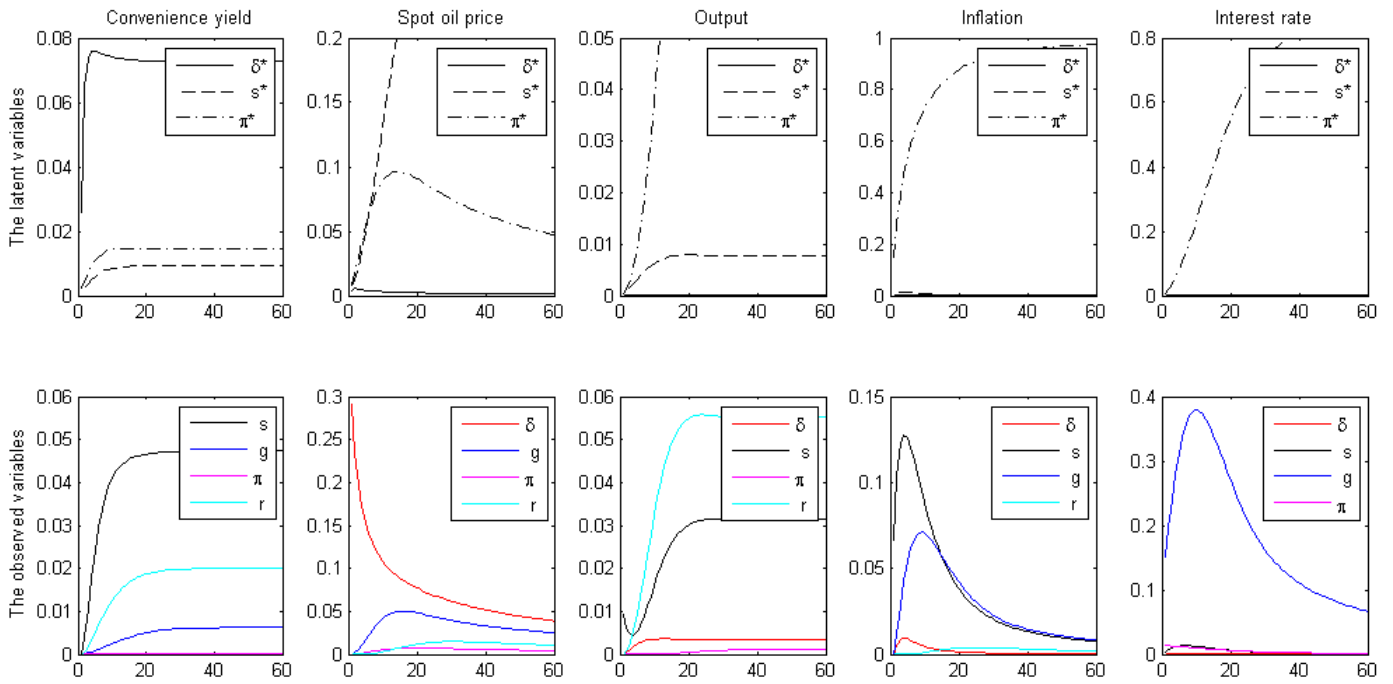 Convenience yield
Spot oil price
Output
Inflation
Interest rate
The latent variables
0.08
0.06
0.04
0.02
0
0 20 40 60
δ*
s*
π*
0.2
0.15
0.1
0.05
0
0 20 40 60
δ*
s*
π*
0.05
0.04
0.03
0.02
0.01
0
0 20 40 60
δ*
s*
π*
1
0.8
0.6
0.4
0.2
0
0 20 40 60
δ*
s*
π*
0.8
0.6
0.4
0.2
0
0 20 40 60
δ*
s*
π*
The observed variables
0.06
0.05
0.04
0.03
0.02
0.01
0
0 20 40 60
s
g
π
r
0.3
0.25
0.2
0.15
0.1
0.05
0
0 20 40 60
δ
g
π
r
0.06
0.05
0.04
0.03
0.02
0.01
0
0 20 40 60
δ
s
π
r
0.15
0.1
0.05
0
0 20 40 60
δ
s
g
r
0.4
0.3
0.2
0.1
0
0 20 40 60
δ
s
g
π